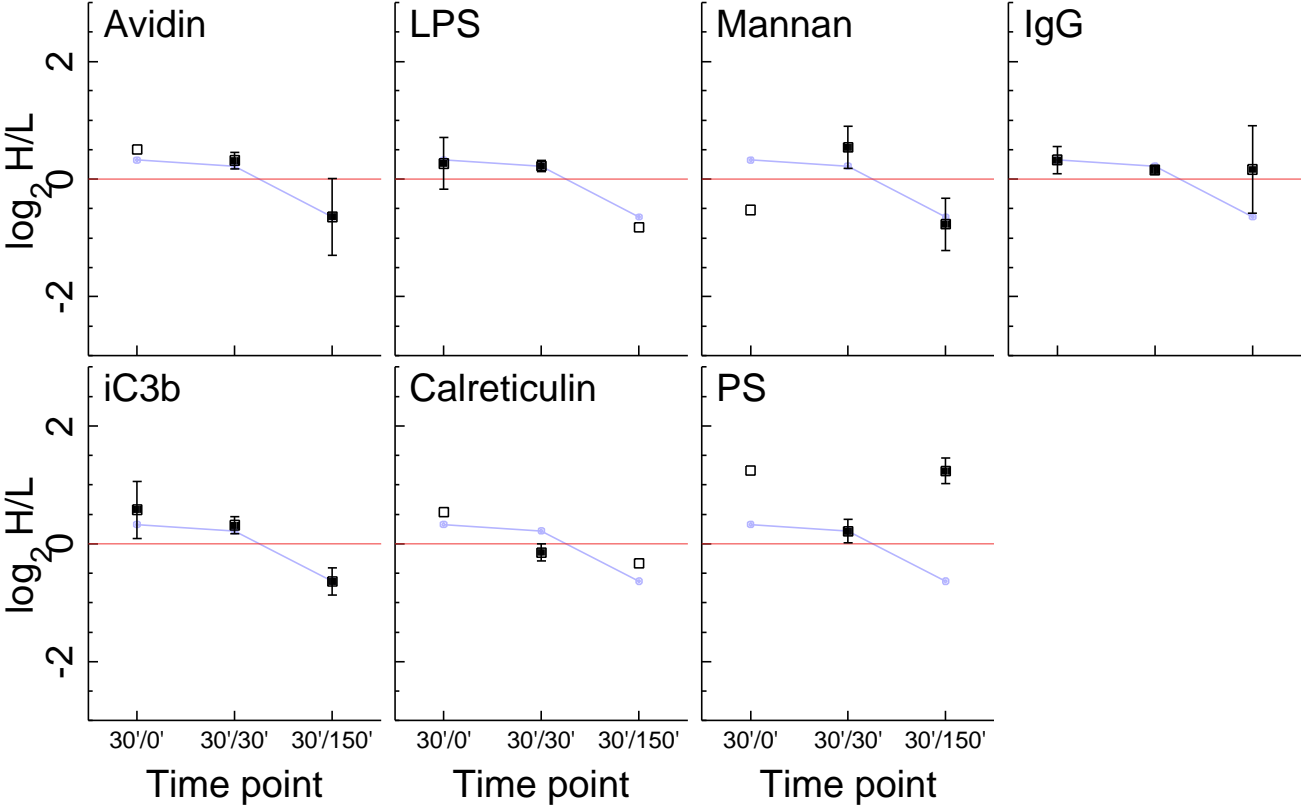 Avidin LPS Mannan IgG
log2 H/L
2
0
-2
iC3b Calreticulin PS
log2 H/L
2
0
-2
30'/0' 30'/30' 30'/150' 30'/0' 30'/30' 30'/150' 30'/0' 30'/30' 30'/150'
Time point Time point Time point